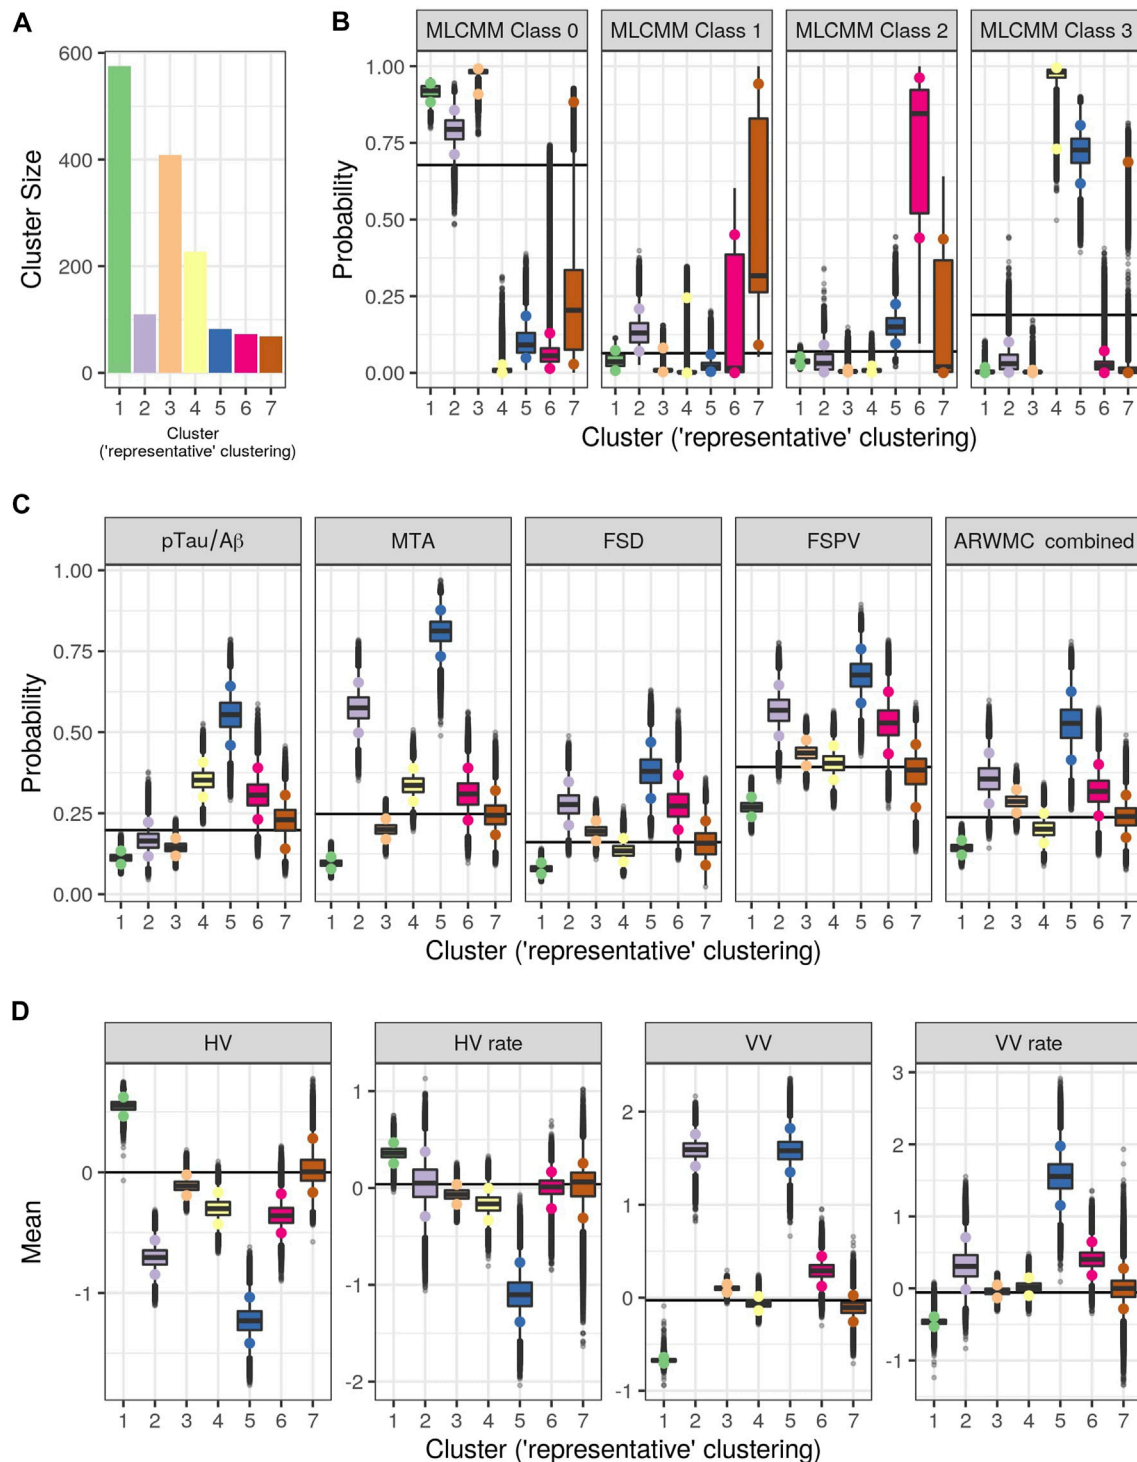 A
600
400
200
0
Cluster Size
1 2 3 4 5 6 7
Cluster
('representative' clustering)
B
MLCMM Class 0 MLCMM Class 1 MLCMM Class 2 MLCMM Class 3
1.00
0.75
0.50
0.25
0.00
Probability
1 2 3 4 5 6 7 1 2 3 4 5 6 7 1 2 3 4 5 6 7 1 2 3 4 5 6 7
Cluster ('representative' clustering)
C
pTau/Aβ MTA FSD FSPV ARWMC combined
1.00
0.75
0.50
0.25
0.00
Probability
1 2 3 4 5 6 7 1 2 3 4 5 6 7 1 2 3 4 5 6 7 1 2 3 4 5 6 7 1 2 3 4 5 6 7
Cluster ('representative' clustering)
D
HV HV rate VV VV rate
Mean
0
-1
1
0
-1
-2
2
1
0
-1
3
2
1
0
-1
1 2 3 4 5 6 7 1 2 3 4 5 6 7 1 2 3 4 5 6 7 1 2 3 4 5 6 7
Cluster ('representative' clustering)